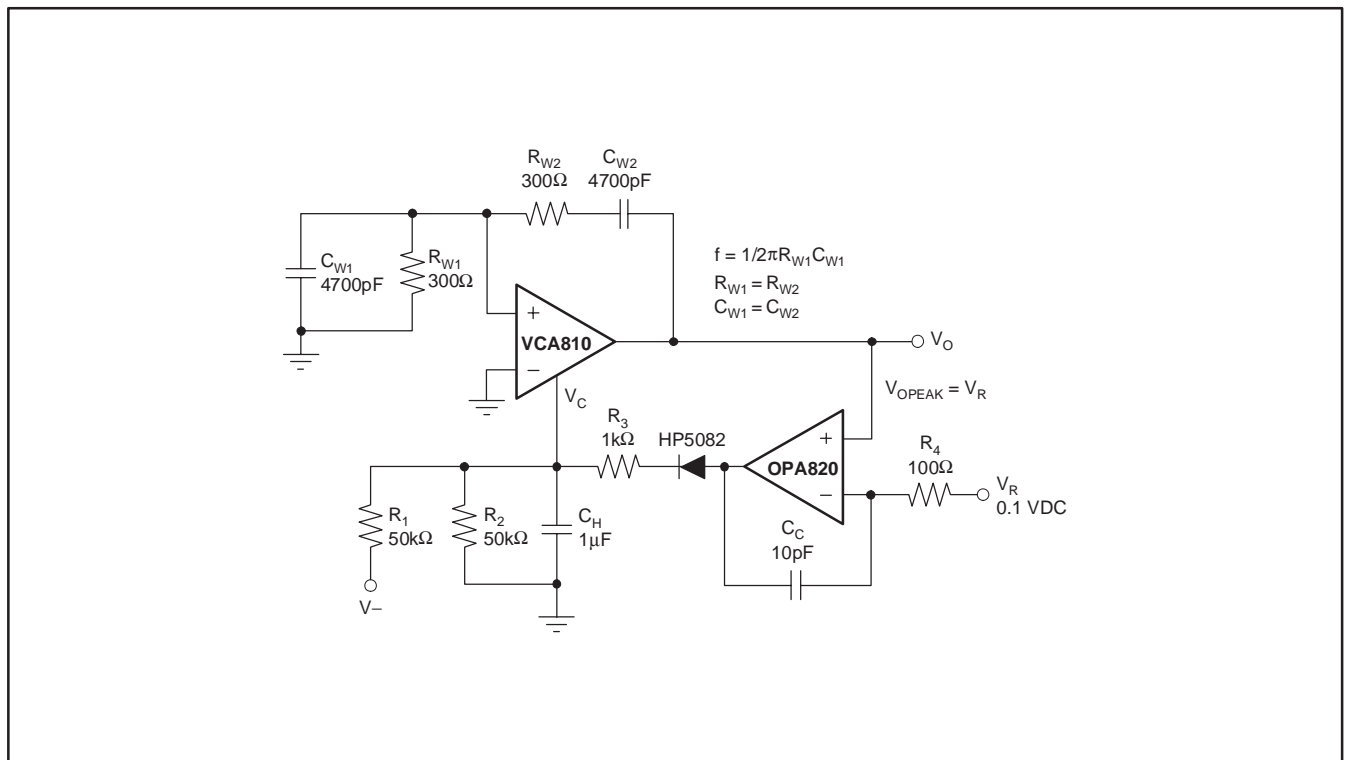 R_W2
300Ω
C_W2
4700pF
C_W1
4700pF
R_W1
300Ω
f = 1/2πR_W1C_W1
R_W1 = R_W2
C_W1 = C_W2
+
−
VCA810
V_O
V_C
V_OPEAK = V_R
R_3
1kΩ
HP5082
+
−
OPA820
R_4
100Ω
V_R
0.1 VDC
R_1
50kΩ
R_2
50kΩ
C_H
1µF
C_C
10pF
V−